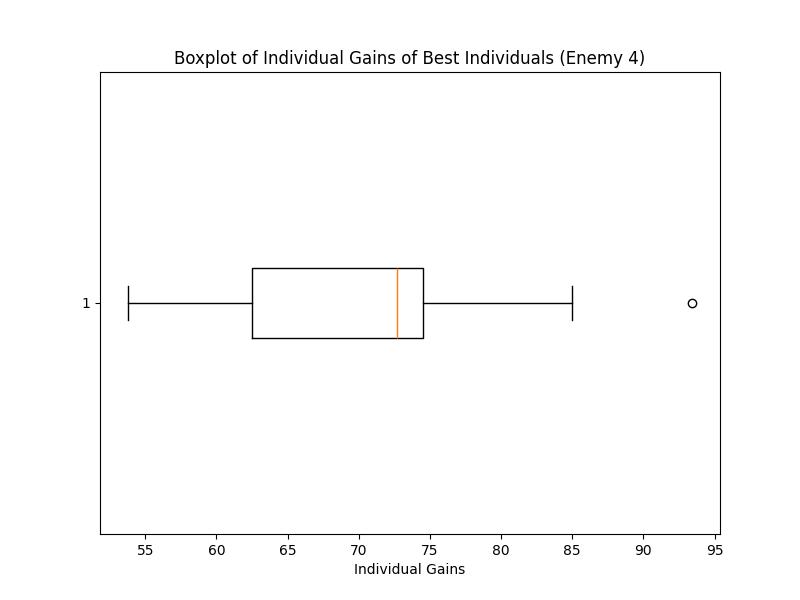 Boxplot of Individual Gains of Best Individuals (Enemy 4)
1
55 60 65 70 75 80 85 90 95
Individual Gains